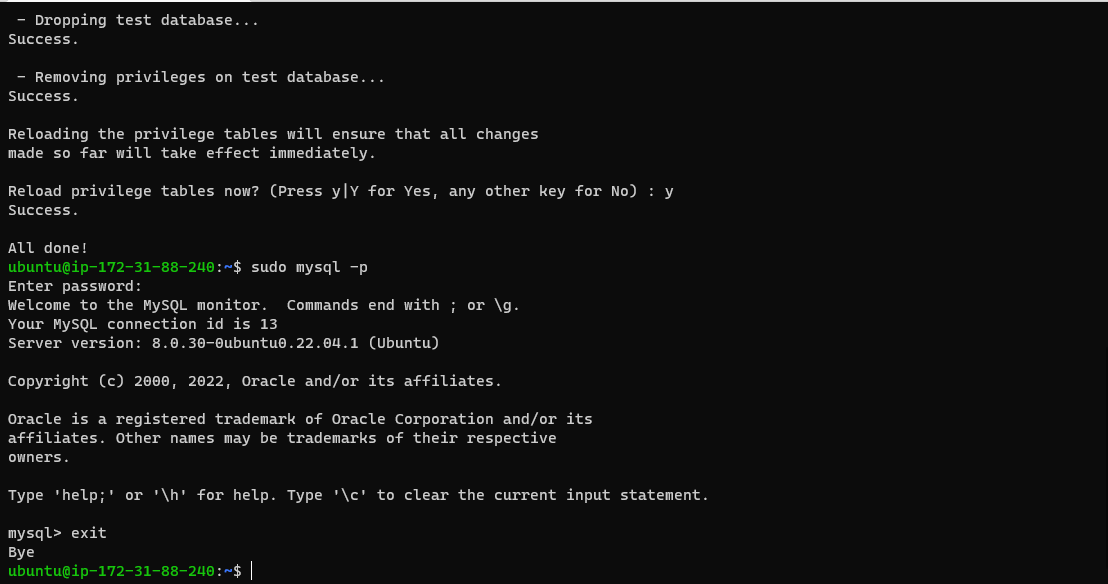 - Dropping test database...
Success.

 - Removing privileges on test database...
Success.

Reloading the privilege tables will ensure that all changes
made so far will take effect immediately.

Reload privilege tables now? (Press y|Y for Yes, any other key for No) : y
Success.

All done!
ubuntu@ip-172-31-88-240:~$ sudo mysql -p
Enter password:
Welcome to the MySQL monitor.  Commands end with ; or \g.
Your MySQL connection id is 13
Server version: 8.0.30-0ubuntu0.22.04.1 (Ubuntu)

Copyright (c) 2000, 2022, Oracle and/or its affiliates.

Oracle is a registered trademark of Oracle Corporation and/or its
affiliates. Other names may be trademarks of their respective
owners.

Type 'help;' or '\h' for help. Type '\c' to clear the current input statement.

mysql> exit
Bye
ubuntu@ip-172-31-88-240:~$